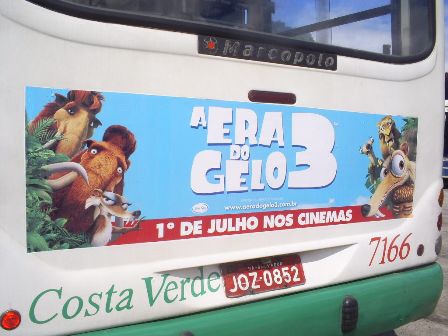 Marcopolo
A ERA
DO
GELO 3
www.aeradogelo3.com.br
1º DE JULHO NOS CINEMAS
7166
Costa Verde
JOZ·0852